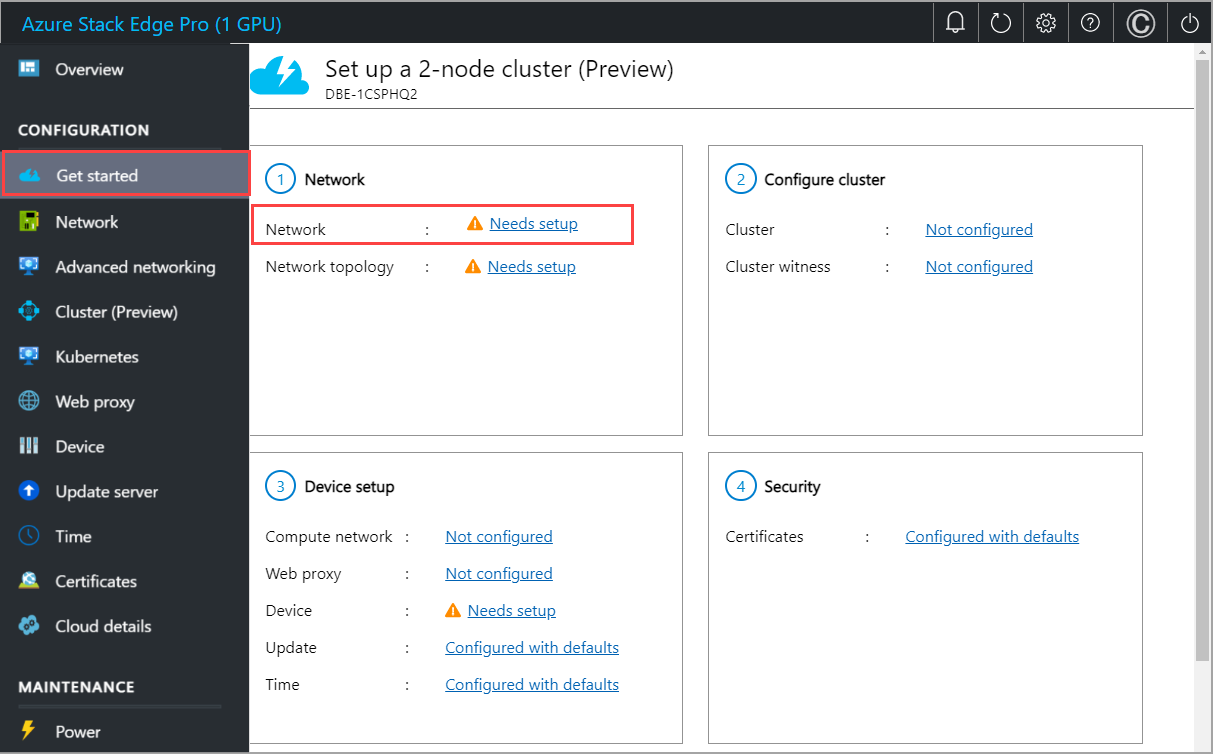 Azure Stack Edge Pro (1 GPU)
Overview
CONFIGURATION
Get started
Network
Advanced networking
Cluster (Preview)
Kubernetes
Web proxy
Device
Update server
Time
Certificates
Cloud details
MAINTENANCE
Power
Set up a 2-node cluster (Preview)
DBE-1CSPHQ2
1 Network
Network : Needs setup
Network topology : Needs setup
2 Configure cluster
Cluster : Not configured
Cluster witness : Not configured
3 Device setup
Compute network : Not configured
Web proxy : Not configured
Device : Needs setup
Update : Configured with defaults
Time : Configured with defaults
4 Security
Certificates : Configured with defaults